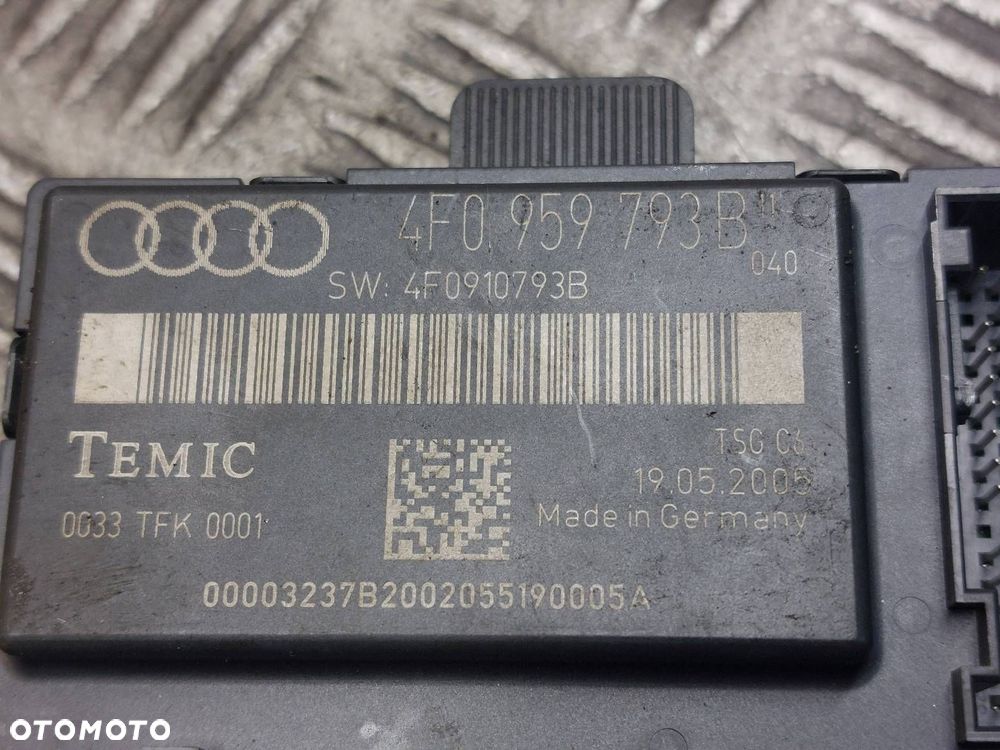 4F0 959 793 B
040
SW: 4F0910793B
TEMIC
TSG C6
19.05.2005
0033 TFK 0001
Made in Germany
00003237B2002055190005A
OTOMOTO
OTOMOTO